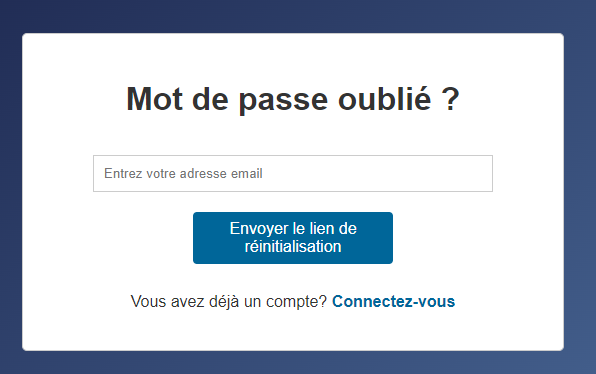 Mot de passe oublié ?
Entrez votre adresse email
Envoyer le lien de
réinitialisation
Vous avez déjà un compte? Connectez-vous